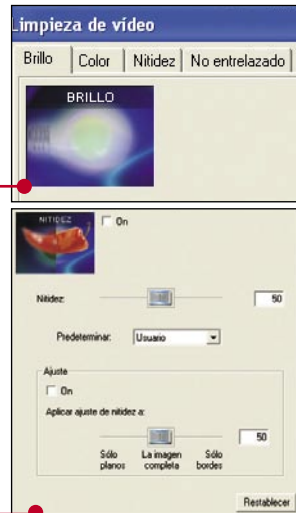 Limpieza de vídeo
Brillo Color Nitidez No entrelazado
BRILLO
NITIDEZ
On
Nitidez: 50
Predeterminar: Usuario
Ajuste
On
Aplicar ajuste de nitidez a:
50
Sólo planos La imagen completa Sólo bordes
Restablecer